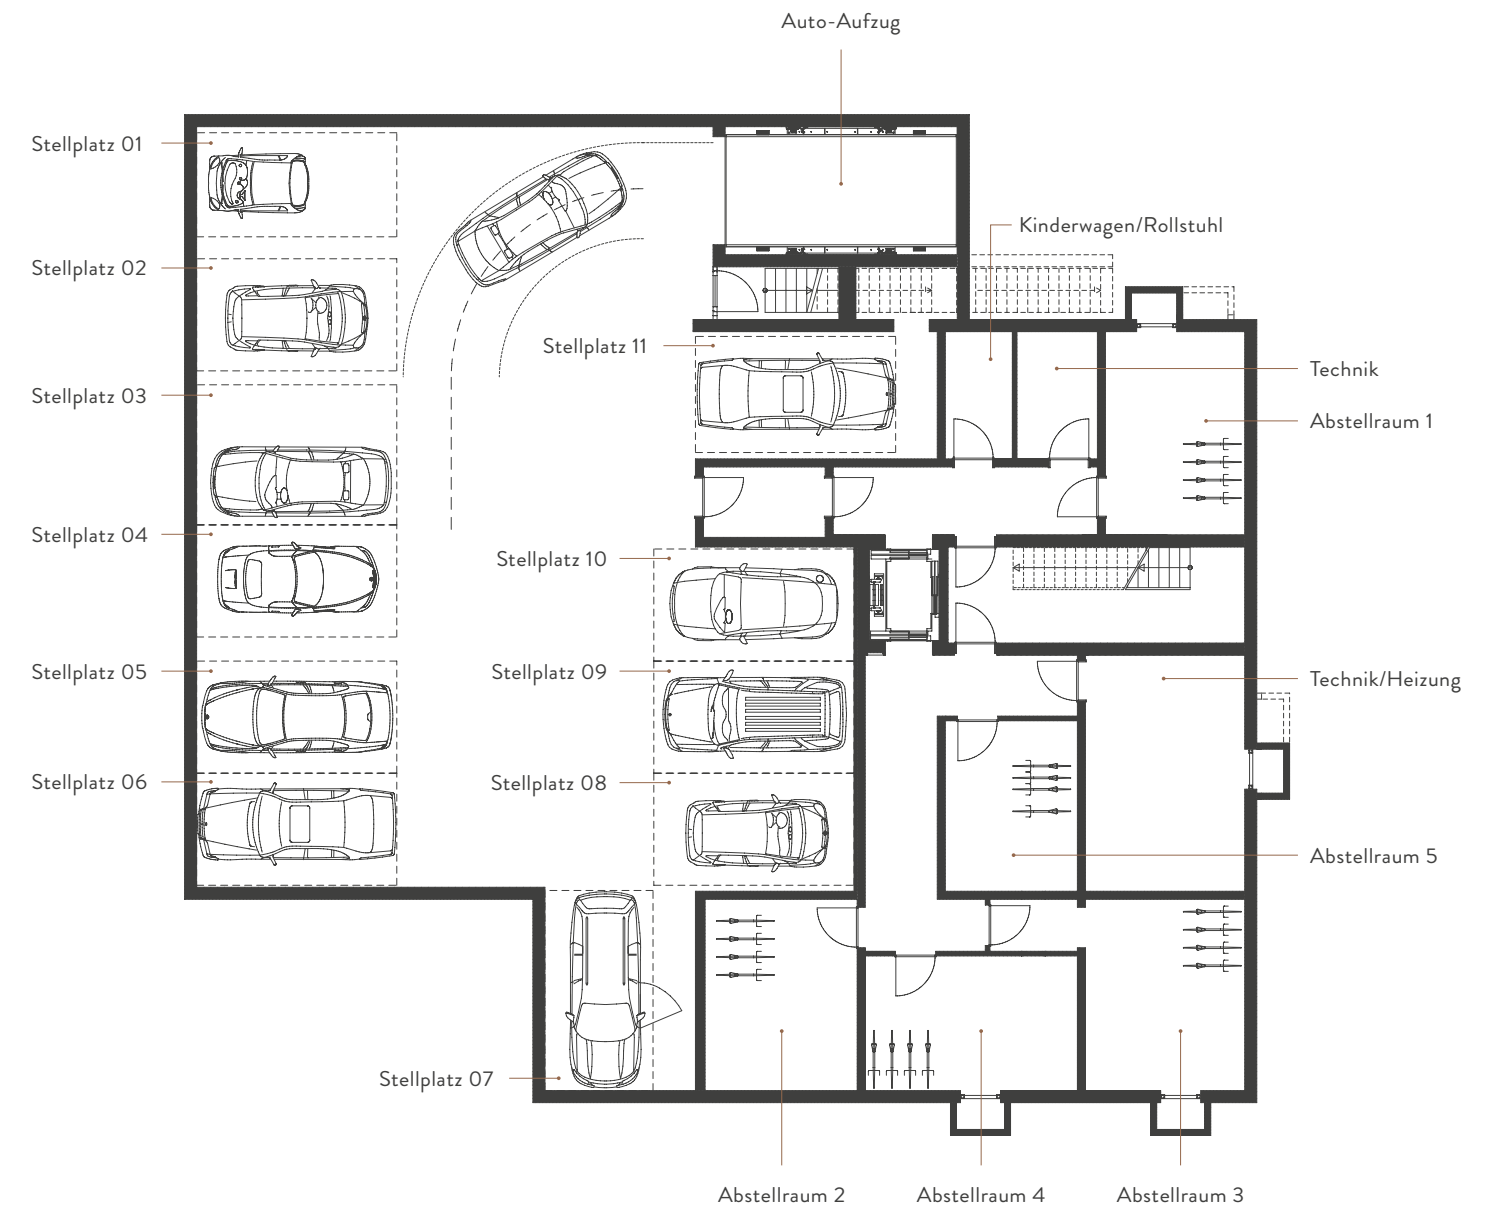 Auto-Aufzug
Stellplatz 01
Kinderwagen/Rollstuhl
Stellplatz 02
Stellplatz 11
Technik
Stellplatz 03
Abstellraum 1
Stellplatz 04
Stellplatz 10
Stellplatz 05
Stellplatz 09
Technik/Heizung
Stellplatz 06
Stellplatz 08
Abstellraum 5
Stellplatz 07
Abstellraum 2
Abstellraum 4
Abstellraum 3